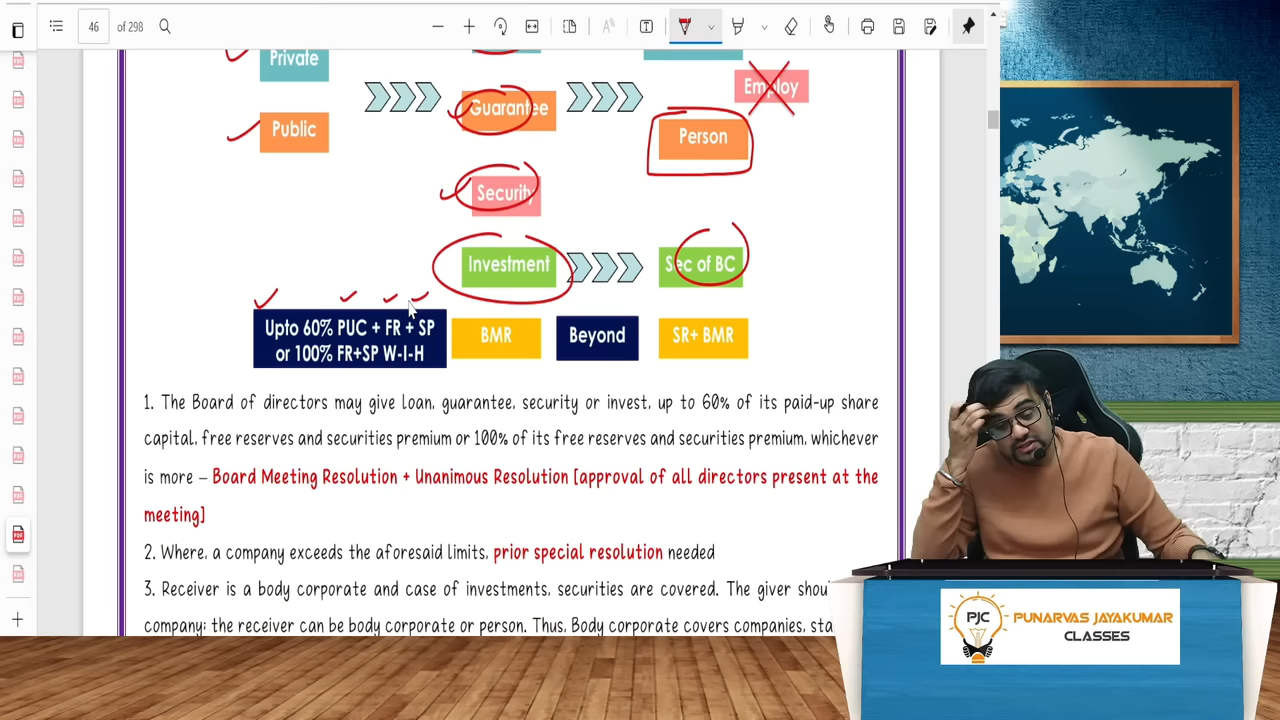 46 of 298
Private
Employ
Guarantee
Public
Person
Security
Investment
Sec of BC
Upto 60% PUC + FR + SP
or 100% FR+SP W-I-H
BMR
Beyond
SR+ BMR
1. The Board of directors may give loan, guarantee, security or invest, up to 60% of its paid-up share
capital, free reserves and securities premium or 100% of its free reserves and securities premium, whichever
is more – Board Meeting Resolution + Unanimous Resolution [approval of all directors present at the
meeting]
2. Where, a company exceeds the aforesaid limits, prior special resolution needed
3. Receiver is a body corporate and case of investments, securities are covered. The giver
company; the receiver can be body corporate or person. Thus, Body corporate covers companies,
PJC
PUNARVAS JAYAKUMAR
CLASSES